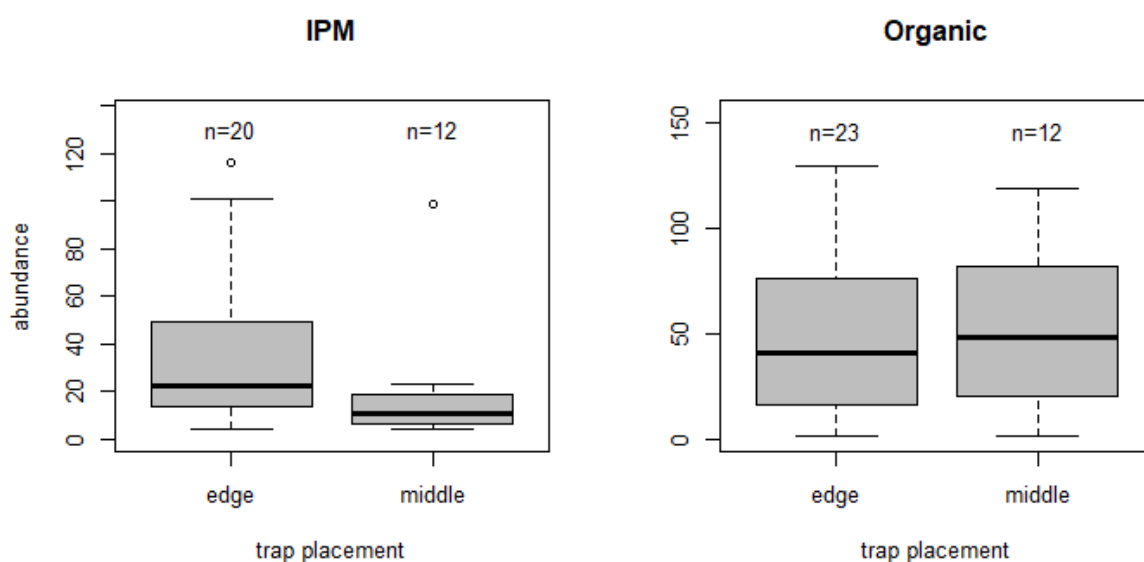 IPM
Organic
n=20
n=12
n=23
n=12
abundance
0
20
40
60
80
120
0
50
100
150
edge
middle
edge
middle
trap placement
trap placement